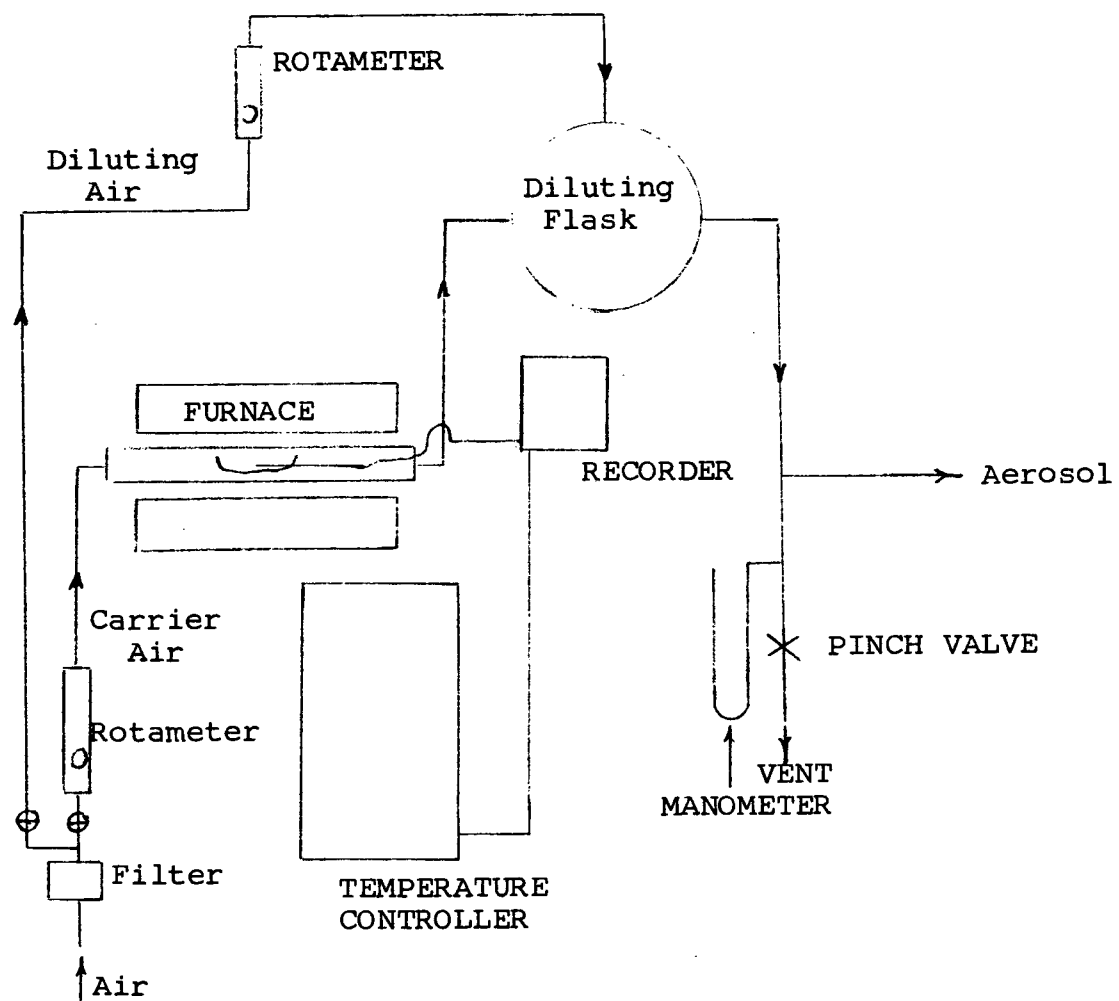 ROTAMETER
Diluting
Air
Diluting
Flask
FURNACE
RECORDER
Aerosol
Carrier
Air
PINCH VALVE
Rotameter
VENT
MANOMETER
Filter
TEMPERATURE
CONTROLLER
Air